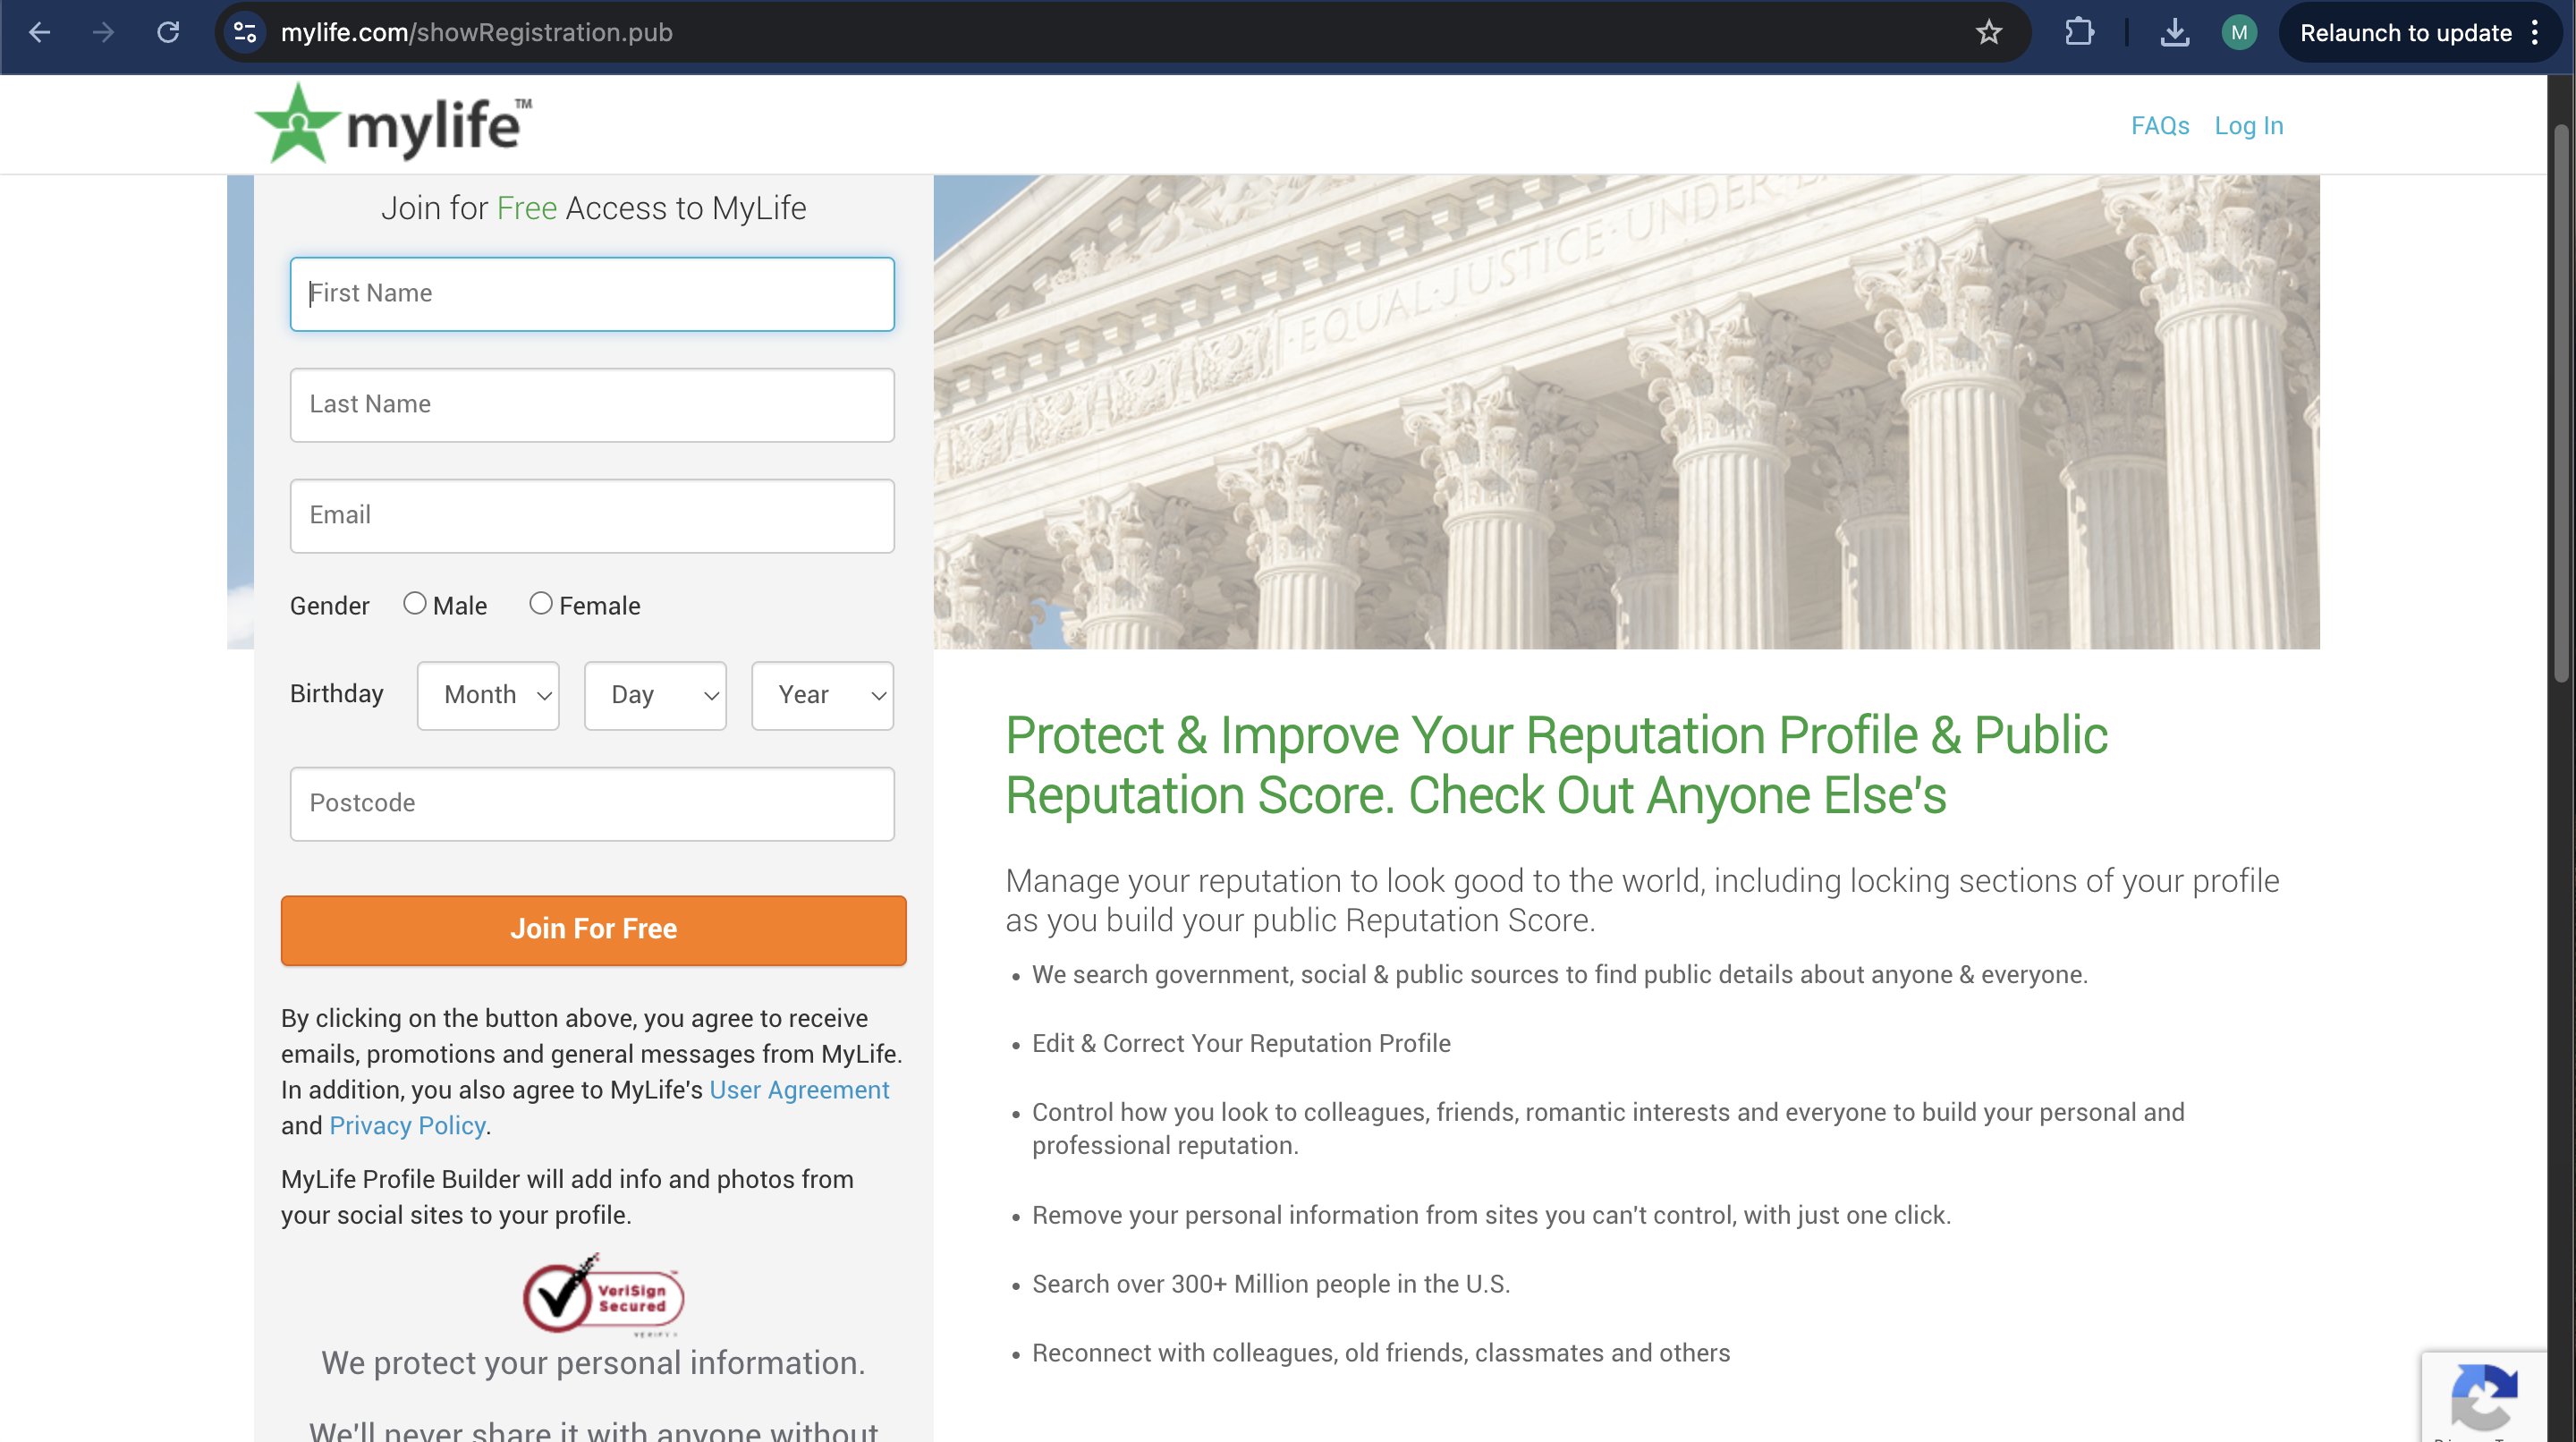 mylife.com/showRegistration.pub
M
Relaunch to update
mylife™
FAQs Log In
Join for Free Access to MyLife
First Name
Last Name
Email
Gender Male Female
Birthday Month Day Year
Postcode
Join For Free
By clicking on the button above, you agree to receive
emails, promotions and general messages from MyLife.
In addition, you also agree to MyLife's User Agreement
and Privacy Policy.
MyLife Profile Builder will add info and photos from
your social sites to your profile.
VeriSign
Secured
VERIFY
We protect your personal information.
We'll never share it with anyone without
EQUAL·JUSTICE·UNDER
Protect & Improve Your Reputation Profile & Public
Reputation Score. Check Out Anyone Else's
Manage your reputation to look good to the world, including locking sections of your profile
as you build your public Reputation Score.
• We search government, social & public sources to find public details about anyone & everyone.
• Edit & Correct Your Reputation Profile
• Control how you look to colleagues, friends, romantic interests and everyone to build your personal and
professional reputation.
• Remove your personal information from sites you can't control, with just one click.
• Search over 300+ Million people in the U.S.
• Reconnect with colleagues, old friends, classmates and others